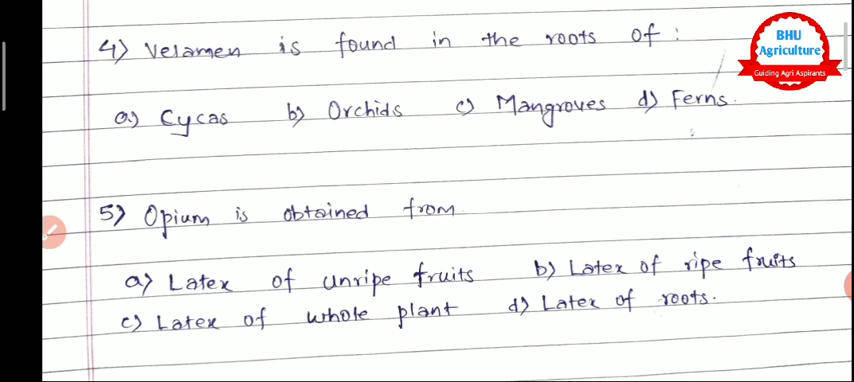 BHU
Agriculture
Guiding Agri Aspirants
4) Velamen is found in the roots of :
a) Cycas b) Orchids c) Mangroves d) Ferns.
5) Opium is obtained from
a) Latex of unripe fruits b) Latex of ripe fruits
c) Latex of whole plant d) Latex of roots.